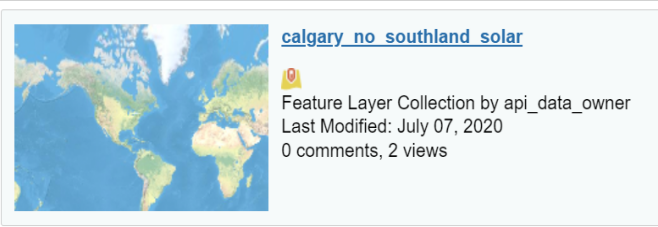 calgary_no_southland_solar
Feature Layer Collection by api_data_owner
Last Modified: July 07, 2020
0 comments, 2 views